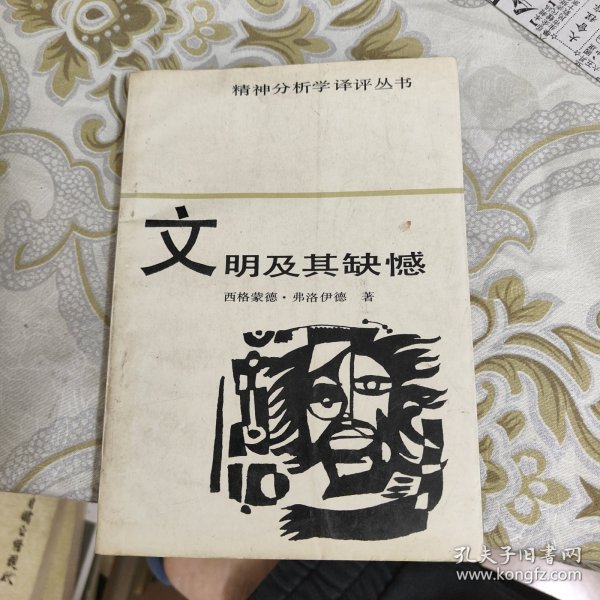 精神分析学译评丛书
文明及其缺憾
西格蒙德·弗洛伊德 著
孔夫子旧书网
www.kongfz.com